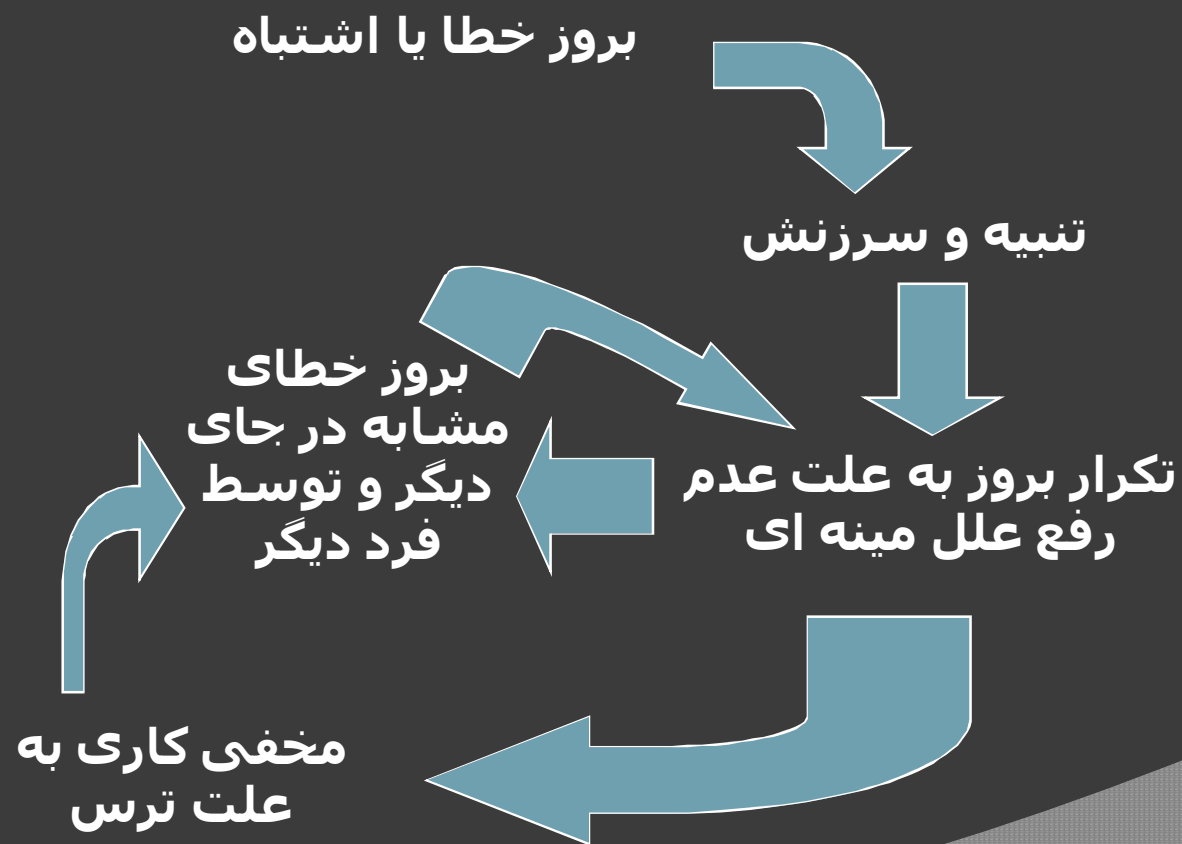 بروز خطا یا اشتباه
تنبیه و سرزنش
تکرار بروز به علت عدم
رفع علل مینه ای
بروز خطای
مشابه در جای
دیگر و توسط
فرد دیگر
مخفی کاری به
علت ترس